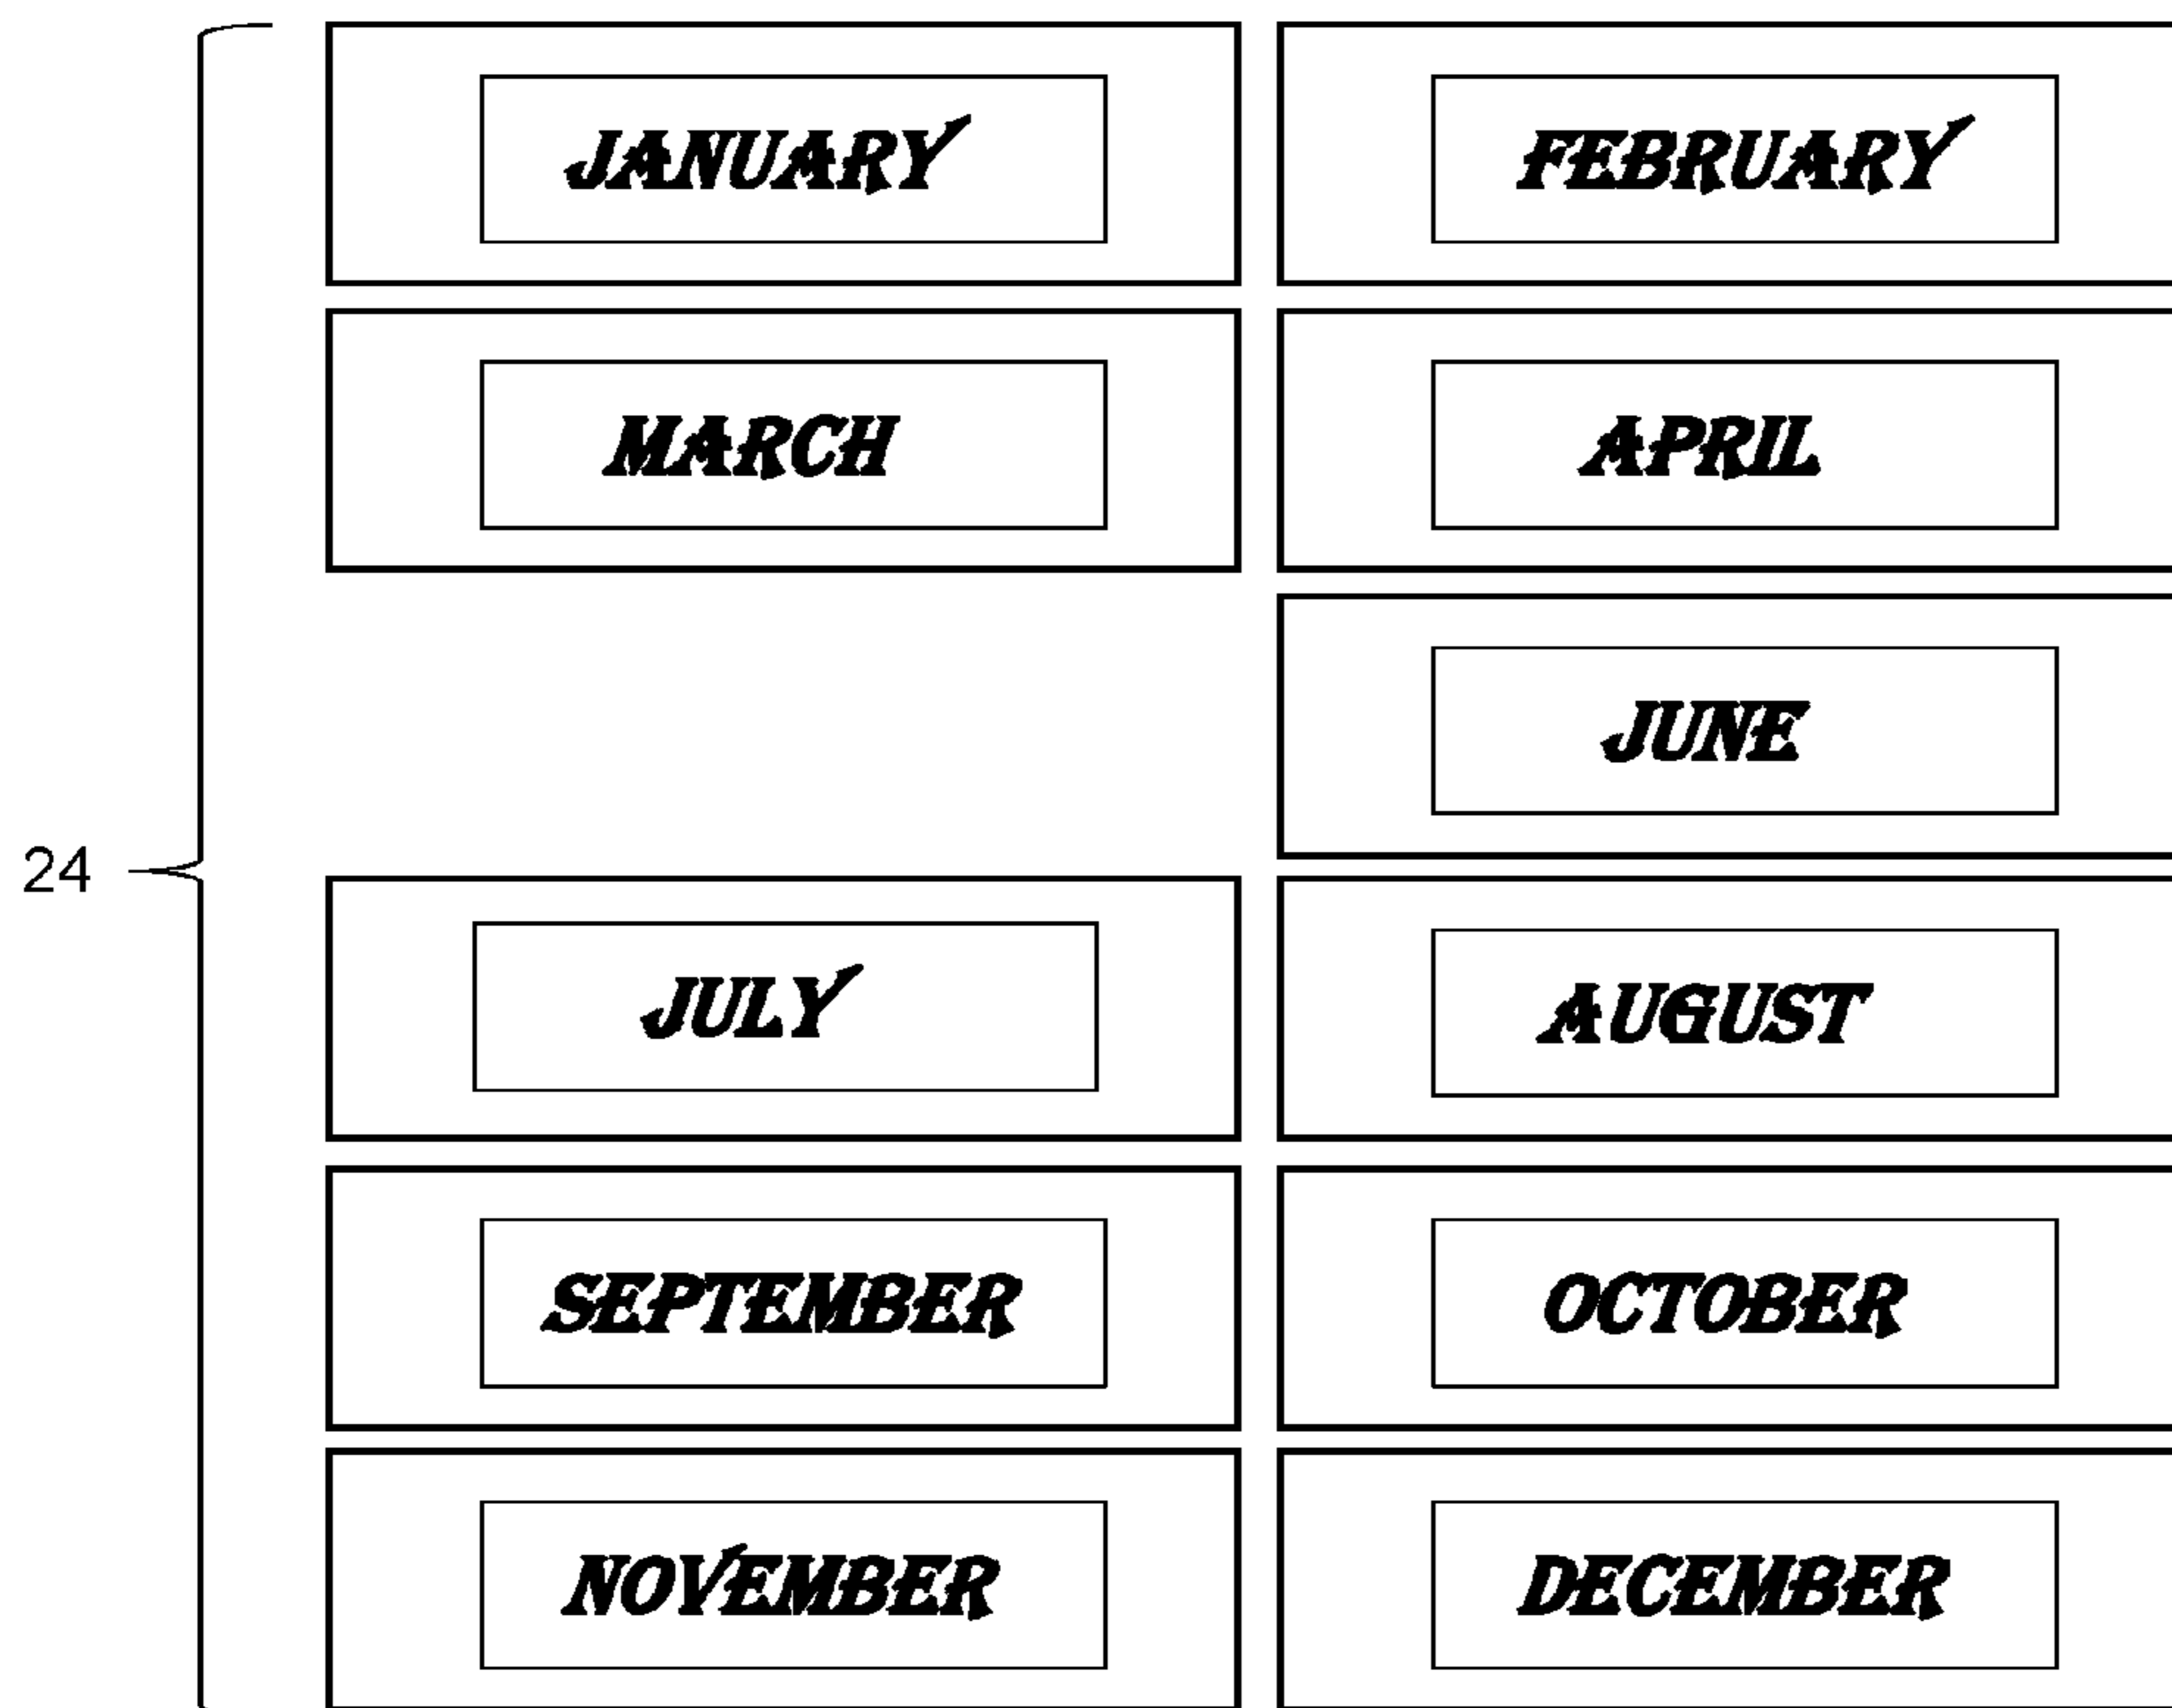 JANUARY
FEBRUARY
MARCH
APRIL
JUNE
24
JULY
AUGUST
SEPTEMBER
OCTOBER
NOVEMBER
DECEMBER